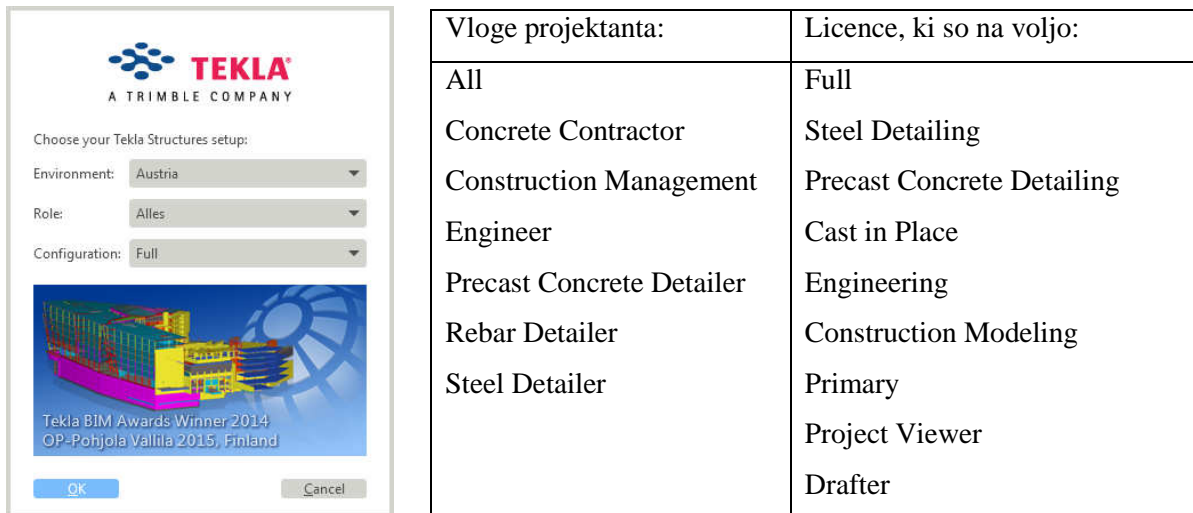 TEKLA
A TRIMBLE COMPANY
Choose your Tekla Structures setup:
Environment: Austria
Role: Alles
Configuration: Full
Tekla BIM Awards Winner 2014
OP-Pohjola Vallila 2015, Finland
OK Cancel
Vloge projektanta:
All
Concrete Contractor
Construction Management
Engineer
Precast Concrete Detailer
Rebar Detailer
Steel Detailer
Licence, ki so na voljo:
Full
Steel Detailing
Precast Concrete Detailing
Cast in Place
Engineering
Construction Modeling
Primary
Project Viewer
Drafter